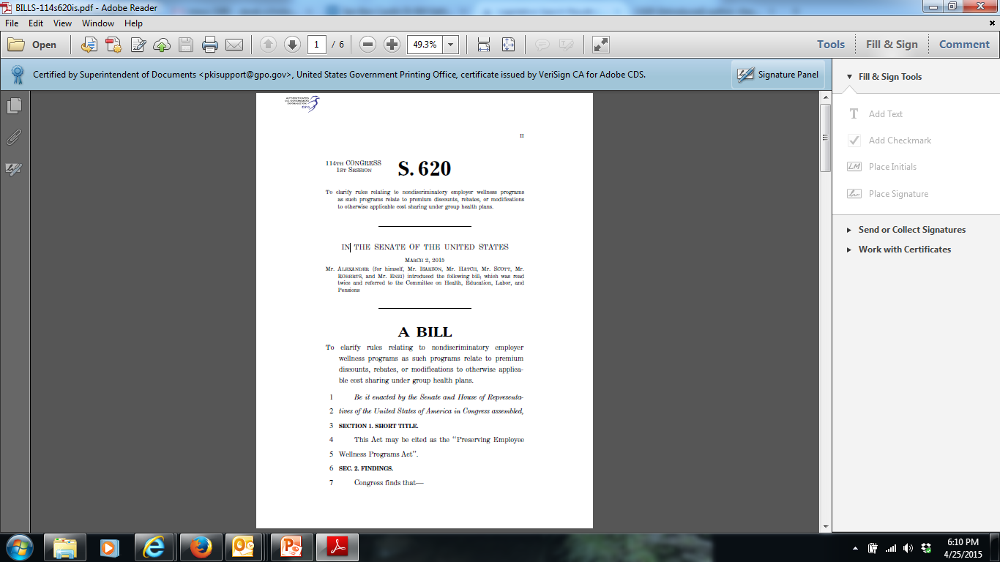 BILLS-114s620is.pdf - Adobe Reader
File Edit View Window Help
Open 1 / 6 49.3% Tools Fill & Sign Comment
Certified by Superintendent of Documents <pkisupport@gpo.gov>, United States Government Printing Office, certificate issued by VeriSign CA for Adobe CDS.
Signature Panel
AUTHENTICATED
U.S. GOVERNMENT
INFORMATION
GPO
II
114TH CONGRESS
1ST SESSION
S. 620
To clarify rules relating to nondiscriminatory employer wellness programs
as such programs relate to premium discounts, rebates, or modifications
to otherwise applicable cost sharing under group health plans.
IN THE SENATE OF THE UNITED STATES
MARCH 2, 2015
Mr. ALEXANDER (for himself, Mr. ISAKSON, Mr. HATCH, Mr. SCOTT, Mr.
ROBERTS, and Mr. ENZI) introduced the following bill; which was read
twice and referred to the Committee on Health, Education, Labor, and
Pensions
A BILL
To clarify rules relating to nondiscriminatory employer
wellness programs as such programs relate to premium
discounts, rebates, or modifications to otherwise applica-
ble cost sharing under group health plans.
1 Be it enacted by the Senate and House of Representa-
2 tives of the United States of America in Congress assembled,
3 SECTION 1. SHORT TITLE.
4 This Act may be cited as the “Preserving Employee
5 Wellness Programs Act”.
6 SEC. 2. FINDINGS.
7 Congress finds that—
Fill & Sign Tools
T Add Text
Add Checkmark
LM Place Initials
Place Signature
Send or Collect Signatures
Work with Certificates
6:10 PM
4/25/2015